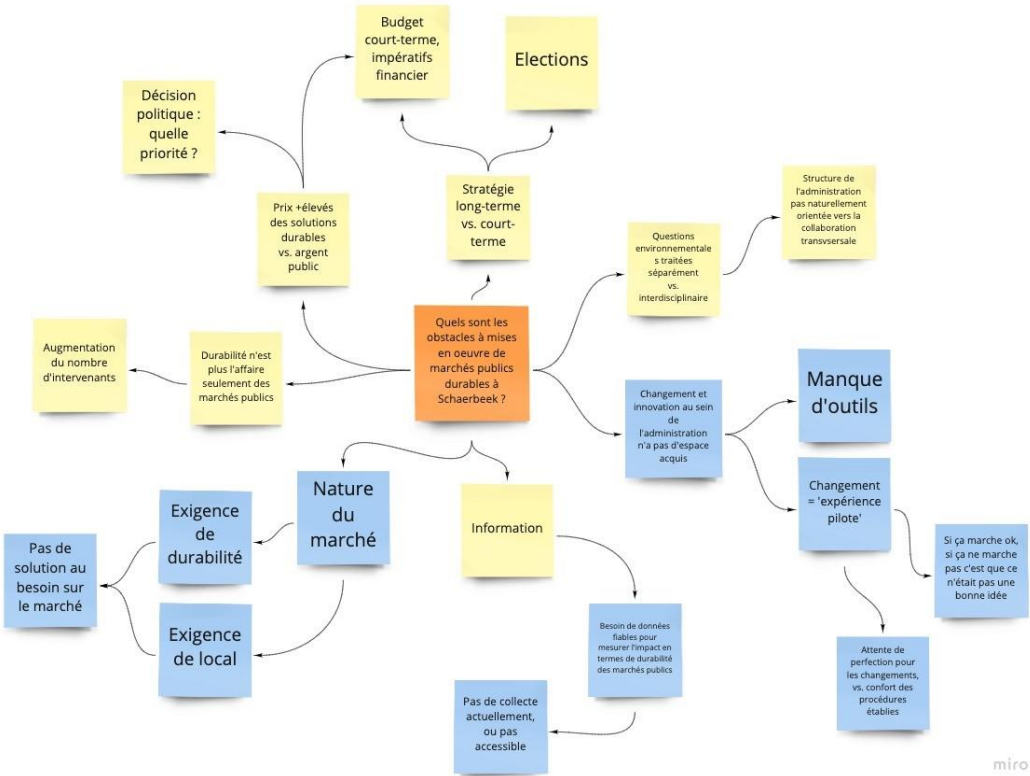 Budget
court-terme,
impératifs
financier
Elections
Décision
politique :
quelle
priorité ?
Prix +élevés
des solutions
durables
vs. argent
public
Stratégie
long-terme
vs. court-
terme
Structure de
l'administration
pas naturellement
orientée vers la
collaboration
transvsersale
Questions
environnementale
s traitées
séparément
vs.
interdisciplinaire
Quels sont les
obstacles à mises
en oeuvre de
marchés publics
durables à
Schaerbeek ?
Augmentation
du nombre
d'intervenants
Durabilité n'est
plus l'affaire
seulement des
marchés publics
Changement et
innovation au sein
de
l'administration
n'a pas d'espace
acquis
Manque
d'outils
Changement
= 'expérience
pilote'
Si ça marche ok,
si ça ne marche
pas c'est que ce
n'était pas une
bonne idée
Attente de
perfection pour
les changements,
vs. confort des
procédures
établies
Nature
du
marché
Information
Exigence
de
durabilité
Pas de
solution au
besoin sur
le marché
Exigence
de local
Besoin de données
fiables pour
mesurer l'impact en
termes de durabilité
des marchés publics
Pas de collecte
actuellement,
ou pas
accessible
miro